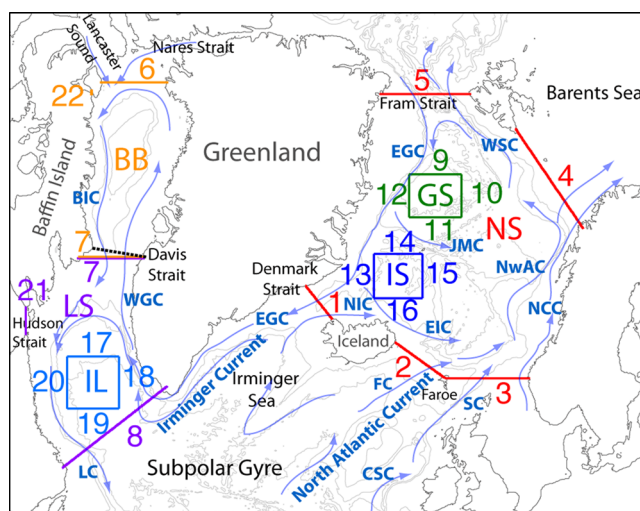 Lancaster
Sound
Nares Strait
6
22
5
Fram Strait
Barents Sea
BB
Greenland
EGC
WSC
9
4
Baffin Island
BIC
12
GS
10
11
NS
7
Davis
Strait
7
14
JMC
Denmark
Strait
13
IS
15
NwAC
21
LS
WGC
1
NIC
16
NCC
Hudson
Strait
EGC
EIC
17
Iceland
20
IL
18
Irminger Current
Irminger
Sea
2
FC
Faroe
3
19
8
North Atlantic Current
SC
LC
Subpolar Gyre
CSC